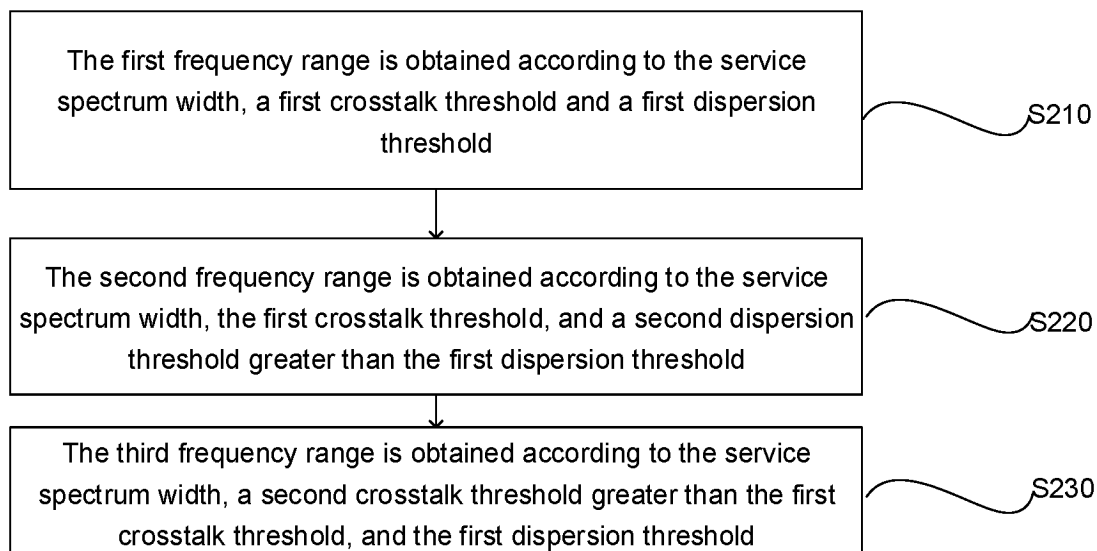 The first frequency range is obtained according to the service
spectrum width, a first crosstalk threshold and a first dispersion
threshold
S210
The second frequency range is obtained according to the service
spectrum width, the first crosstalk threshold, and a second dispersion
threshold greater than the first dispersion threshold
S220
The third frequency range is obtained according to the service
spectrum width, a second crosstalk threshold greater than the first
crosstalk threshold, and the first dispersion threshold
S230